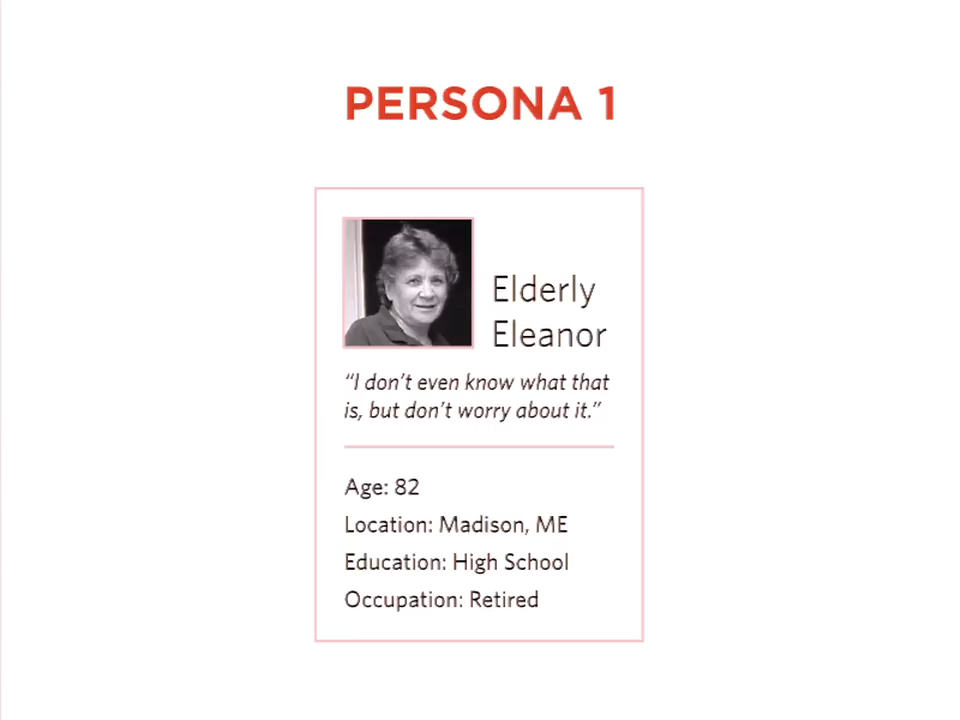 PERSONA 1
Elderly
Eleanor
“I don’t even know what that
is, but don’t worry about it.”
Age: 82
Location: Madison, ME
Education: High School
Occupation: Retired